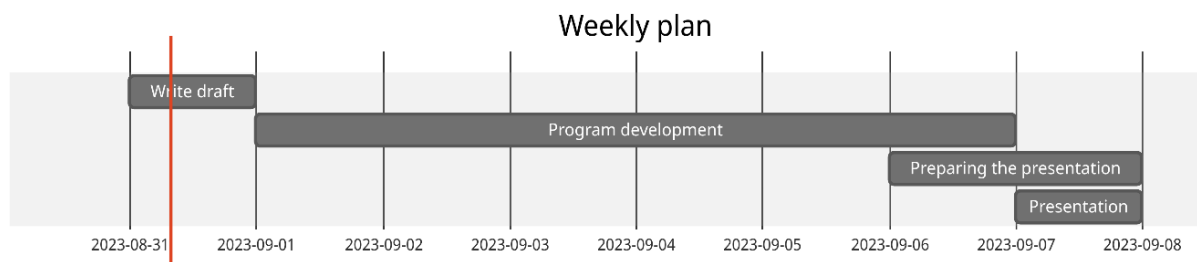 Weekly plan
Write draft
Program development
Preparing the presentation
Presentation
2023-08-31 2023-09-01 2023-09-02 2023-09-03 2023-09-04 2023-09-05 2023-09-06 2023-09-07 2023-09-08